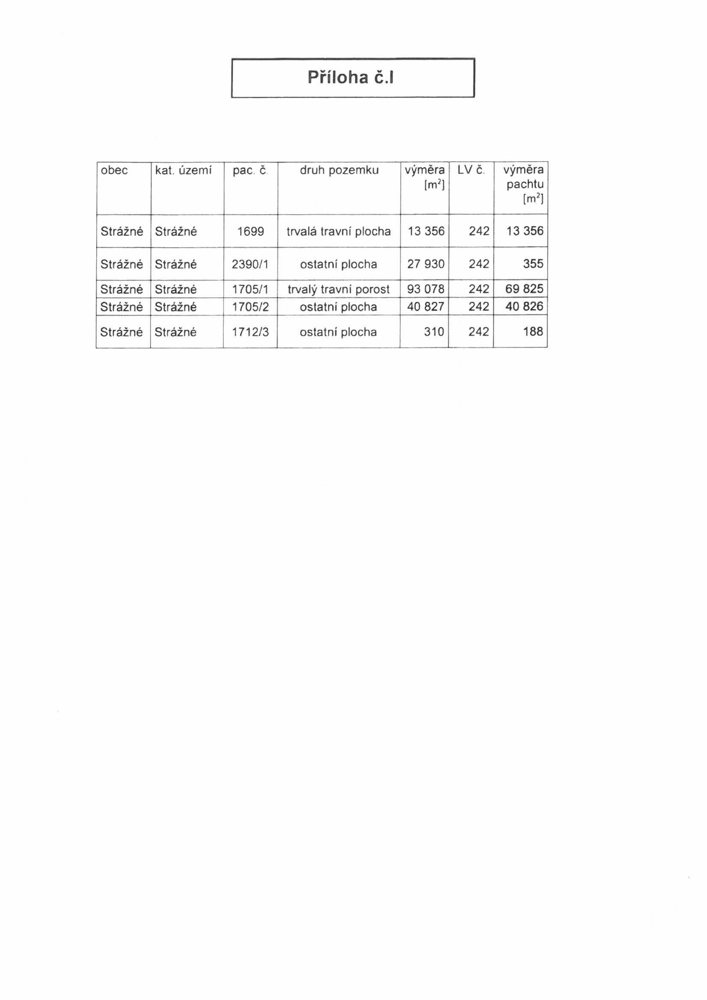 Příloha č.I
obec kat. území pac. č. druh pozemku výměra [m²] LV č. výměra pachtu [m²]
Strážné Strážné 1699 trvalá travní plocha 13 356 242 13 356
Strážné Strážné 2390/1 ostatní plocha 27 930 242 355
Strážné Strážné 1705/1 trvalý travní porost 93 078 242 69 825
Strážné Strážné 1705/2 ostatní plocha 40 827 242 40 826
Strážné Strážné 1712/3 ostatní plocha 310 242 188